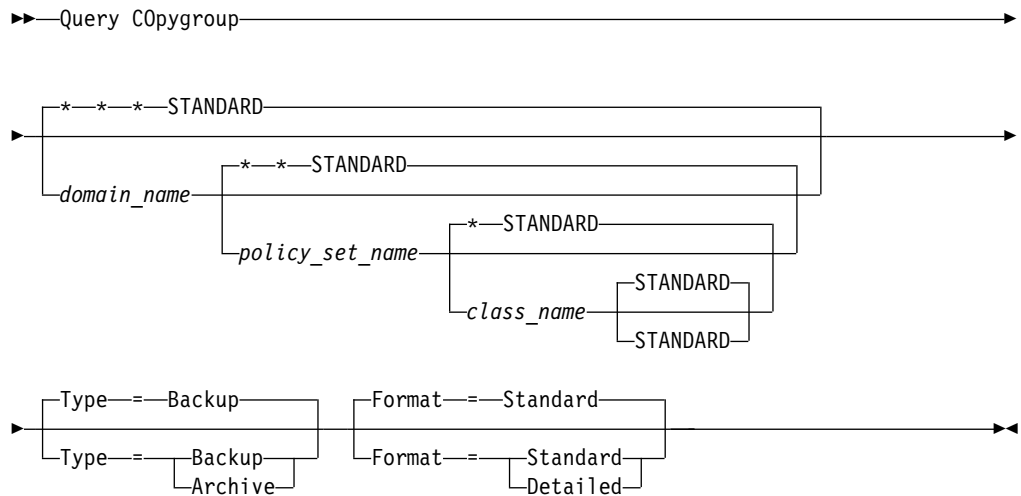 Query COpygroup
* * * STANDARD
domain_name
* * STANDARD
policy_set_name
* STANDARD
class_name
STANDARD
STANDARD
Type = Backup
Type = Backup
Archive
Format = Standard
Format = Standard
Detailed